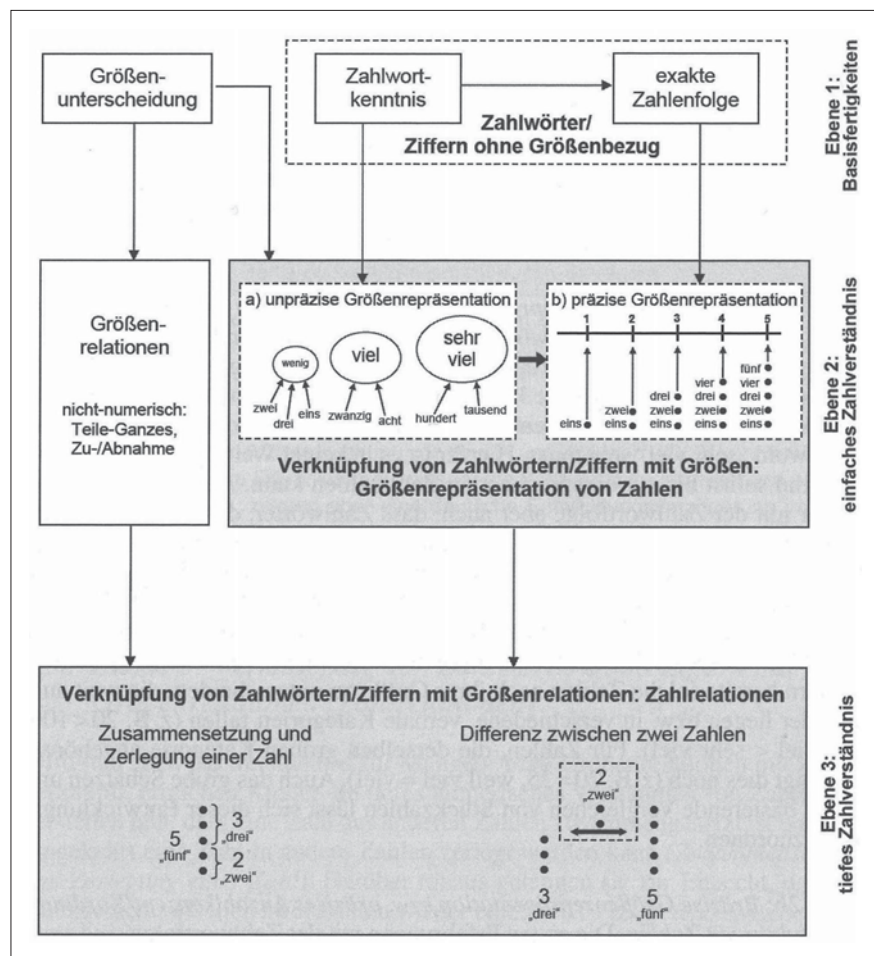 Größen-
unterscheidung
Zahlwort-
kenntnis
exakte
Zahlenfolge
Zahlwörter/
Ziffern ohne Größenbezug
Ebene 1:
Basisfertigkeiten
Größen-
relationen
nicht-numerisch:
Teile-Ganzes,
Zu-/Abnahme
a) unpräzise Größenrepräsentation
wenig
viel
sehr
viel
zwei
drei
eins
zwanzig
acht
hundert
tausend
b) präzise Größenrepräsentation
1 2 3 4 5
fünf
vier vier
drei drei drei
zwei zwei zwei zwei
eins eins eins eins eins
Verknüpfung von Zahlwörtern/Ziffern mit Größen:
Größenrepräsentation von Zahlen
Ebene 2:
einfaches Zahlverständnis
Verknüpfung von Zahlwörtern/Ziffern mit Größenrelationen: Zahlrelationen
Zusammensetzung und
Zerlegung einer Zahl
5
„fünf“
3
„drei“
2
„zwei“
Differenz zwischen zwei Zahlen
2
„zwei“
3
„drei“
5
„fünf“
Ebene 3:
tiefes Zahlverständnis